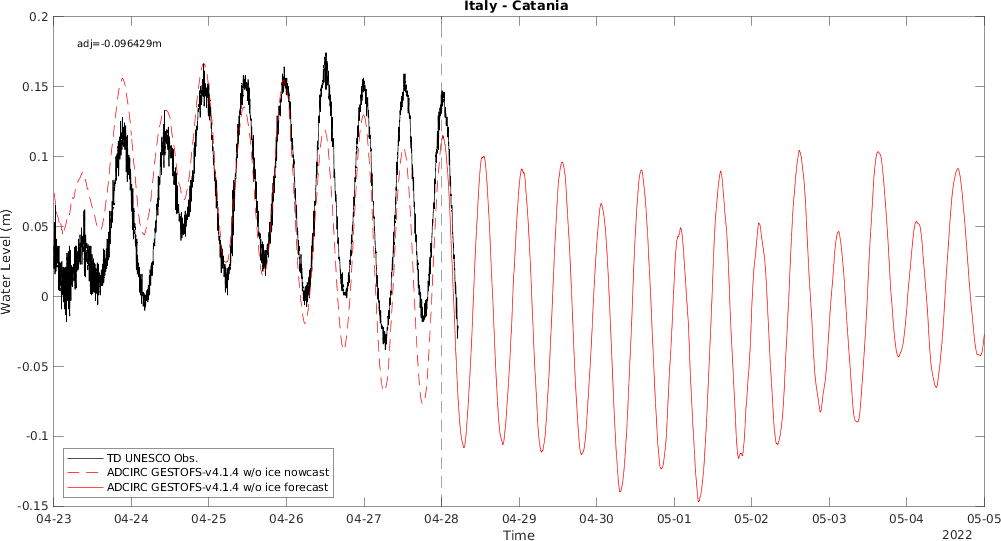 Italy - Catania
adj=-0.096429m
Water Level (m)
0.2
0.15
0.1
0.05
0
-0.05
-0.1
-0.15
TD UNESCO Obs.
ADCIRC GESTOFS-v4.1.4 w/o ice nowcast
ADCIRC GESTOFS-v4.1.4 w/o ice forecast
04-23 04-24 04-25 04-26 04-27 04-28 04-29 04-30 05-01 05-02 05-03 05-04 05-05
Time
2022